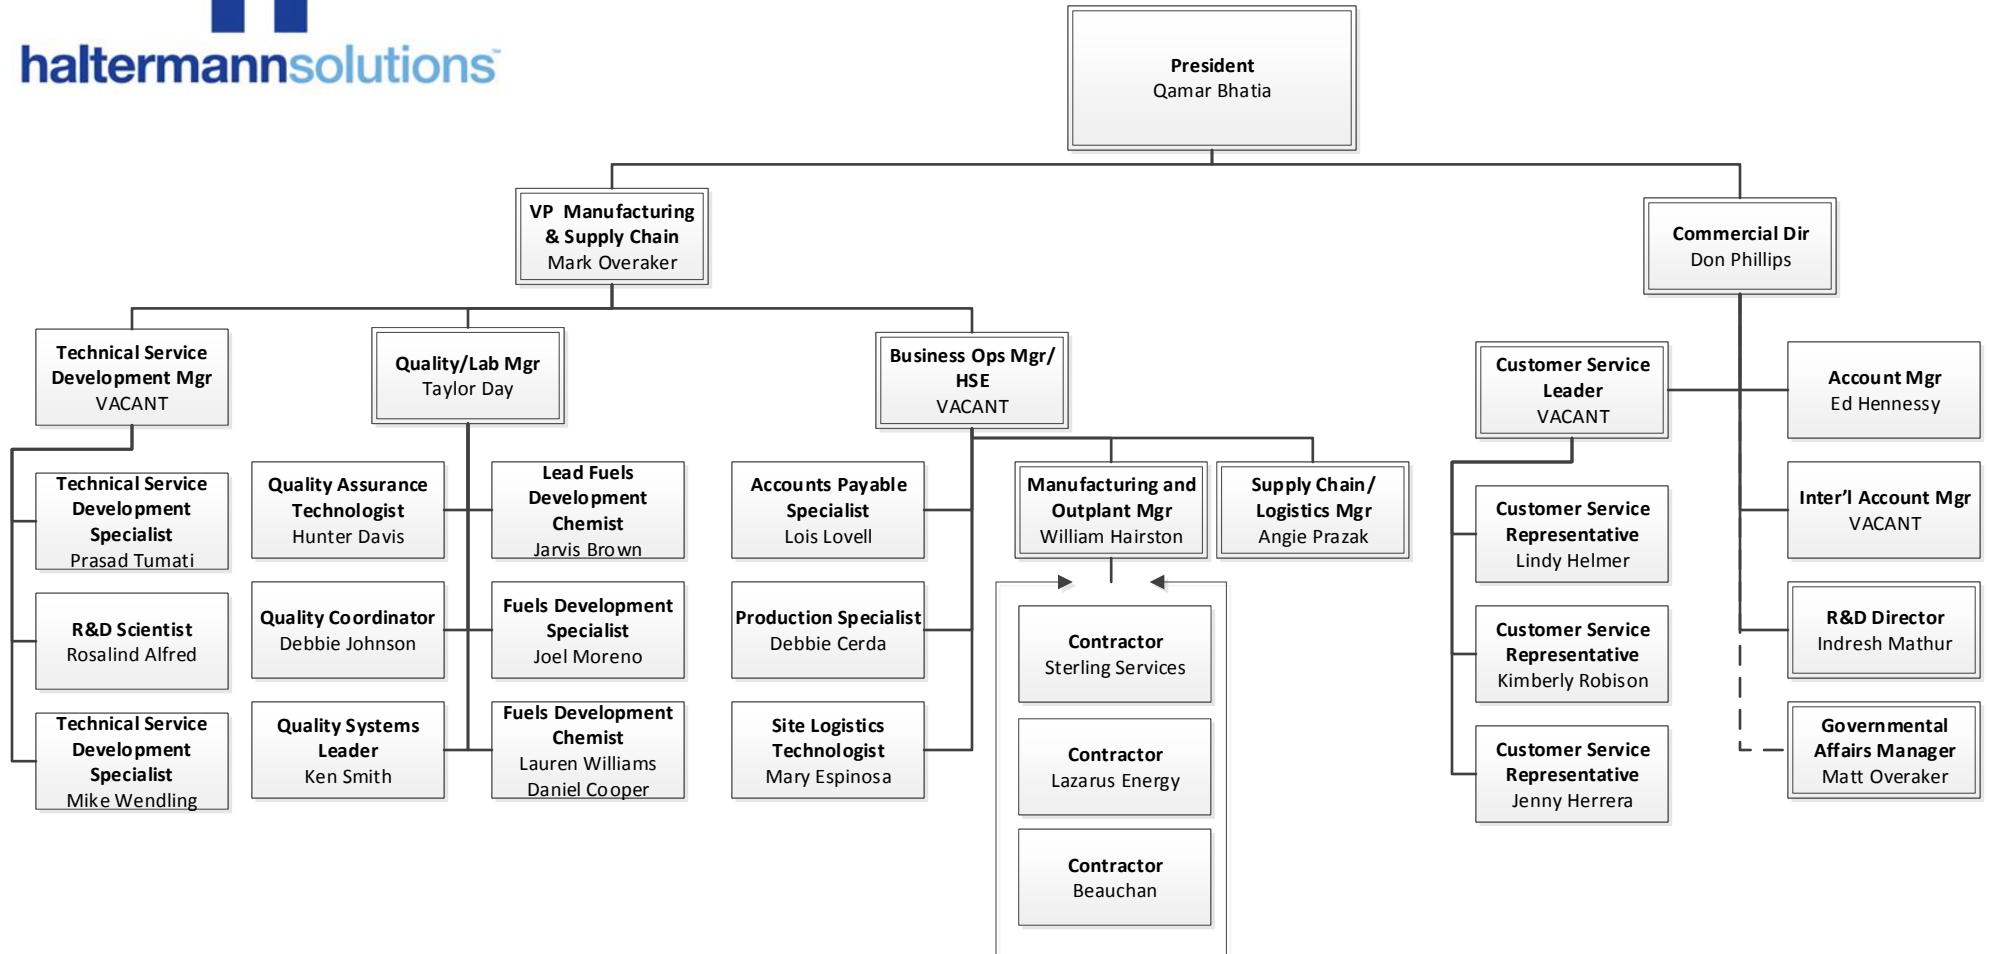 haltermannsolutions™
President
Qamar Bhatia
VP Manufacturing
& Supply Chain
Mark Overaker
Commercial Dir
Don Phillips
Technical Service
Development Mgr
VACANT
Quality/Lab Mgr
Taylor Day
Business Ops Mgr/
HSE
VACANT
Customer Service
Leader
VACANT
Account Mgr
Ed Hennessy
Technical Service
Development
Specialist
Prasad Tumati
Quality Assurance
Technologist
Hunter Davis
Lead Fuels
Development
Chemist
Jarvis Brown
Accounts Payable
Specialist
Lois Lovell
Manufacturing and
Outplant Mgr
William Hairston
Supply Chain/
Logistics Mgr
Angie Prazak
Customer Service
Representative
Lindy Helmer
Inter’l Account Mgr
VACANT
R&D Scientist
Rosalind Alfred
Quality Coordinator
Debbie Johnson
Fuels Development
Specialist
Joel Moreno
Production Specialist
Debbie Cerda
Contractor
Sterling Services
Customer Service
Representative
Kimberly Robison
R&D Director
Indresh Mathur
Technical Service
Development
Specialist
Mike Wendling
Quality Systems
Leader
Ken Smith
Fuels Development
Chemist
Lauren Williams
Daniel Cooper
Site Logistics
Technologist
Mary Espinosa
Contractor
Lazarus Energy
Customer Service
Representative
Jenny Herrera
Governmental
Affairs Manager
Matt Overaker
Contractor
Beauchan